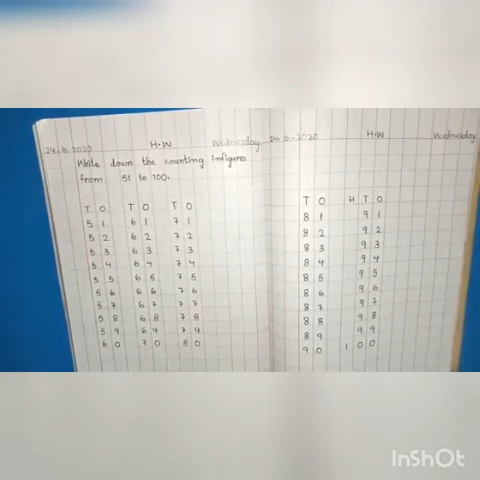 24.6.2020 H.W Wednesday
Write down the counting infigures
from 51 to 100.
T O T O T O
5 1 6 1 7 1
5 2 6 2 7 2
5 3 6 3 7 3
5 4 6 4 7 4
5 5 6 5 7 5
5 6 6 6 7 6
5 7 6 7 7 7
5 8 6 8 7 8
5 9 6 9 7 9
6 0 7 0 8 0
24.6.2020 H.W Wednesday
T O H T O
8 1 9 1
8 2 9 2
8 3 9 3
8 4 9 4
8 5 9 5
8 6 9 6
8 7 9 7
8 8 9 8
8 9 9 9
9 0 1 0 0
InShOt